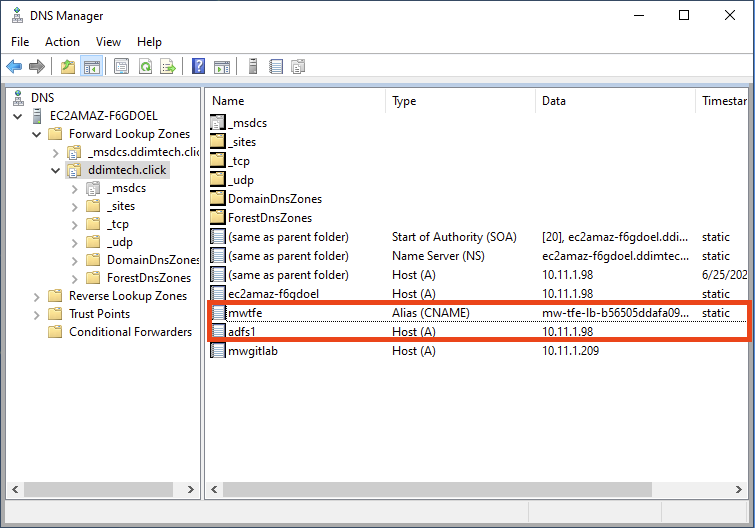 DNS Manager
File Action View Help
DNS
EC2AMAZ-F6GDOEL
Forward Lookup Zones
_msdcs.ddimtech.clic
ddimtech.click
_msdcs
_sites
_tcp
_udp
DomainDnsZones
ForestDnsZones
Reverse Lookup Zones
Trust Points
Conditional Forwarders
Name Type Data Timestar
_msdcs
_sites
_tcp
_udp
DomainDnsZones
ForestDnsZones
(same as parent folder) Start of Authority (SOA) [20], ec2amaz-f6gdoel.ddi... static
(same as parent folder) Name Server (NS) ec2amaz-f6gdoel.ddimtec... static
(same as parent folder) Host (A) 10.11.1.98 6/25/202
ec2amaz-f6gdoel Host (A) 10.11.1.98 static
mwtfe Alias (CNAME) mw-tfe-lb-b56505ddafa09... static
adfs1 Host (A) 10.11.1.98
mwgitlab Host (A) 10.11.1.209